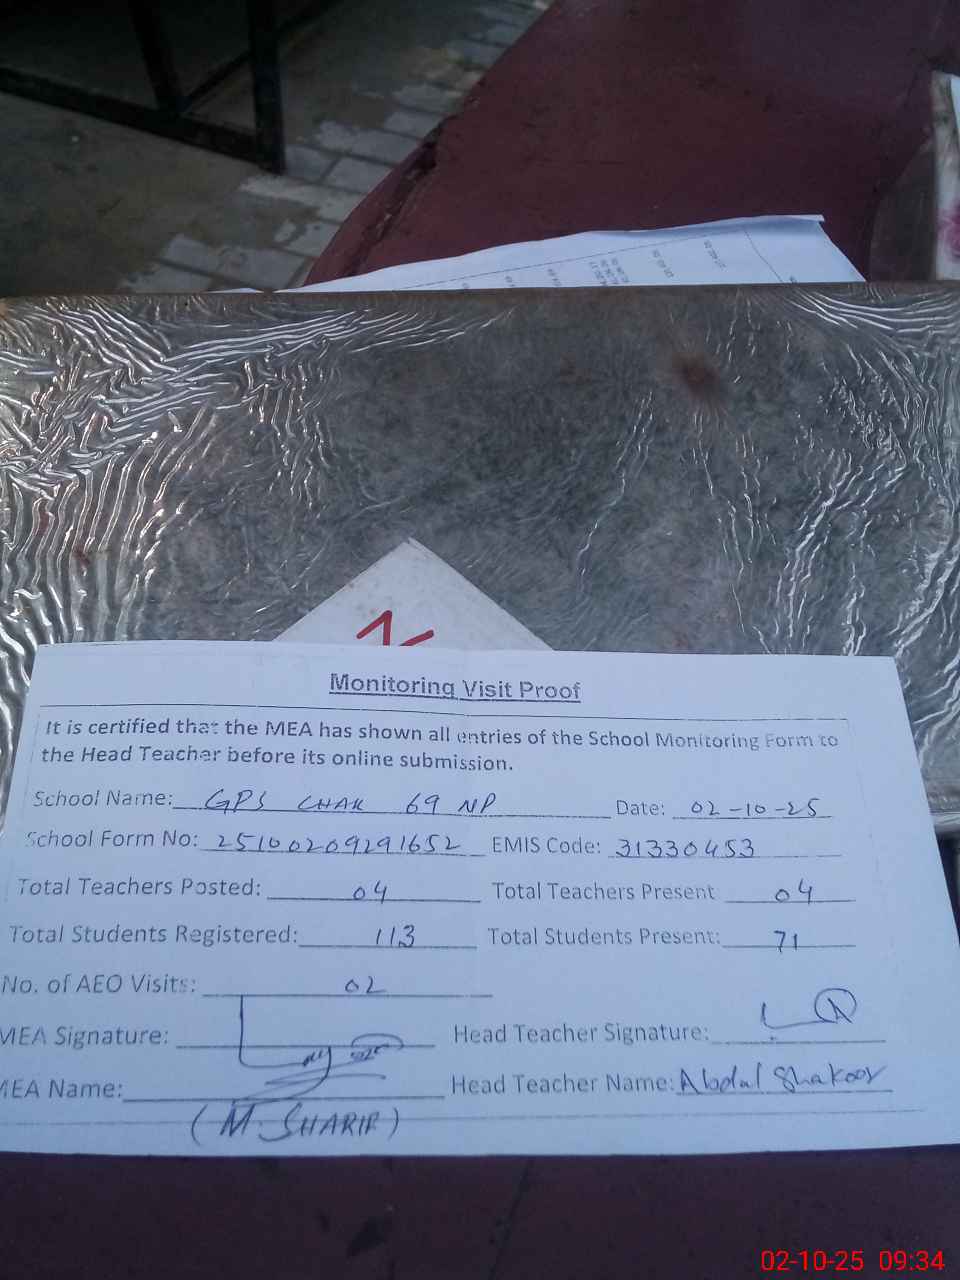 Monitoring Visit Proof
It is certified that the MEA has shown all entries of the School Monitoring Form to
the Head Teacher before its online submission.
School Name: GPS CHAK 69 NP Date: 02-10-25
School Form No: 25100209291652 EMIS Code: 31330453
Total Teachers Posted: 04 Total Teachers Present 04
Total Students Registered: 113 Total Students Present: 71
No. of AEO Visits: 02
MEA Signature: Head Teacher Signature:
MEA Name: Head Teacher Name: Abdul Shakoor
(M. SHARIF)
02-10-25 09:34